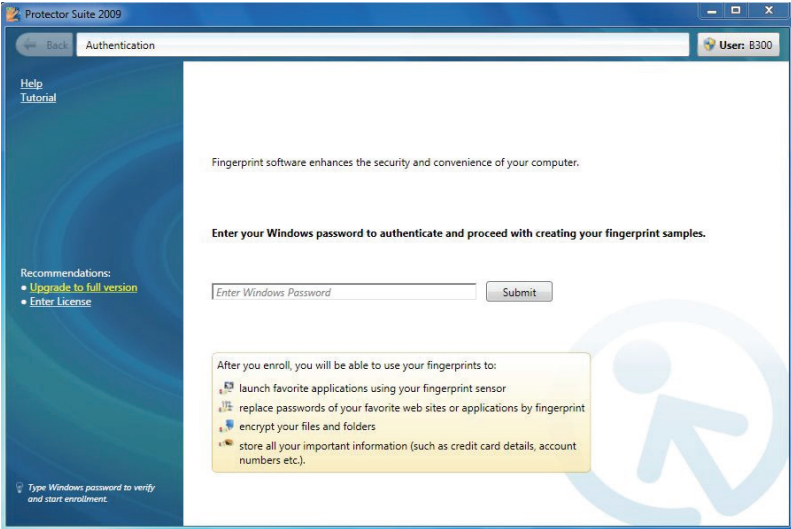 Protector Suite 2009
Back
Authentication
User: B300
Help
Tutorial
Fingerprint software enhances the security and convenience of your computer.
Enter your Windows password to authenticate and proceed with creating your fingerprint samples.
Recommendations:
• Upgrade to full version
• Enter License
Enter Windows Password
Submit
After you enroll, you will be able to use your fingerprints to:
launch favorite applications using your fingerprint sensor
replace passwords of your favorite web sites or applications by fingerprint
encrypt your files and folders
store all your important information (such as credit card details, account
numbers etc.).
Type Windows password to verify
and start enrollment.